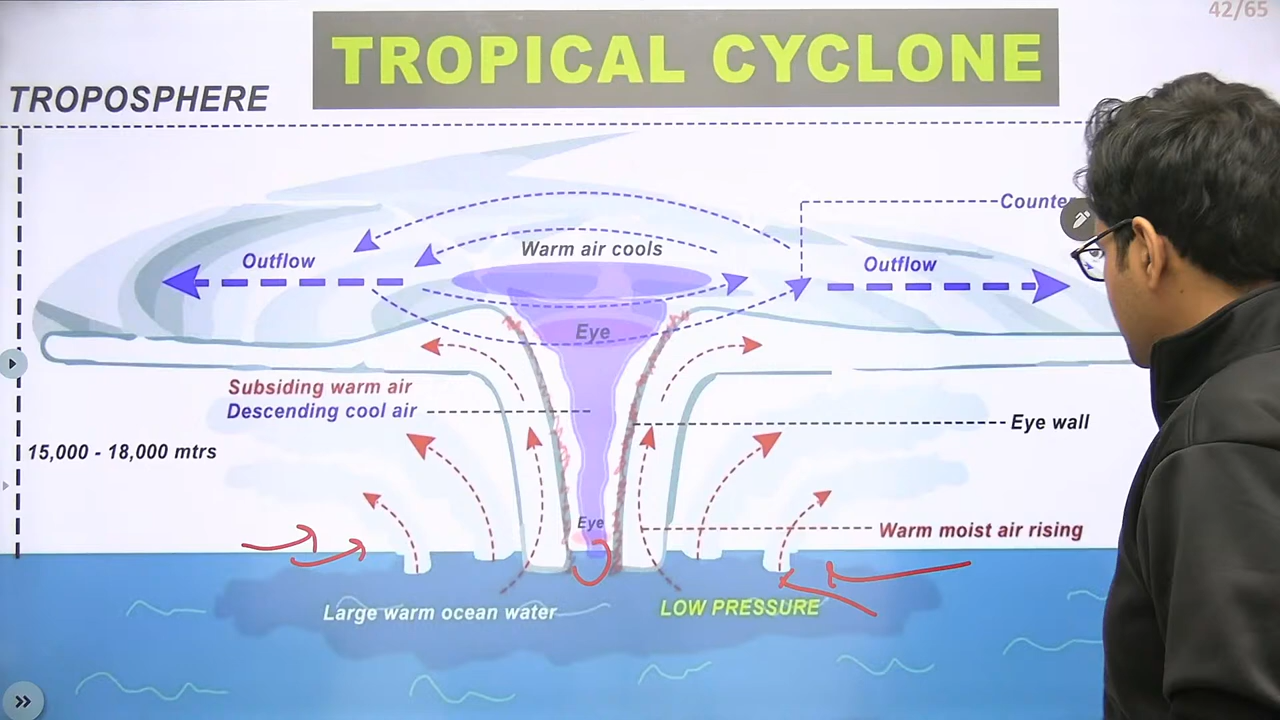 42/65
TROPICAL CYCLONE
TROPOSPHERE
Warm air cools
Outflow
Outflow
Eye
Subsiding warm air
Descending cool air
Eye wall
15,000 - 18,000 mtrs
Eye
Warm moist air rising
Large warm ocean water
LOW PRESSURE